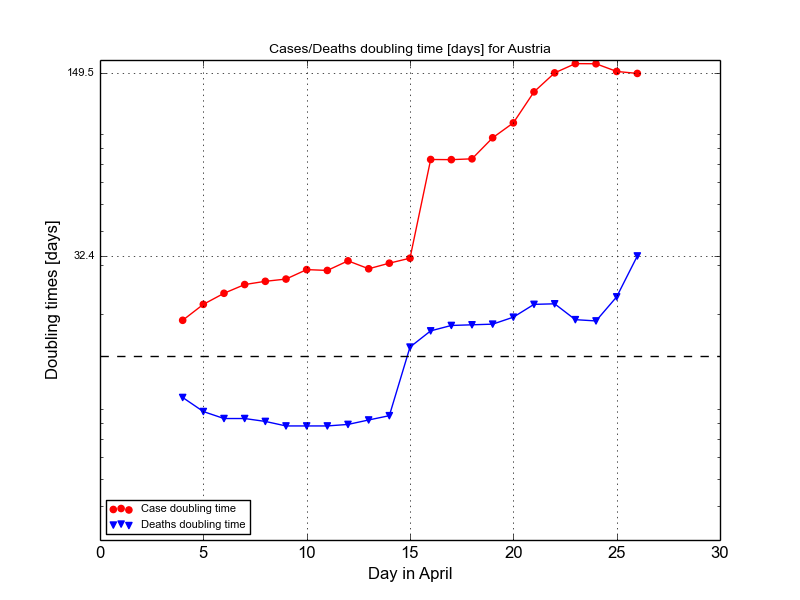 Cases/Deaths doubling time [days] for Austria
149.5
32.4
Doubling times [days]
Case doubling time
Deaths doubling time
0 5 10 15 20 25 30
Day in April